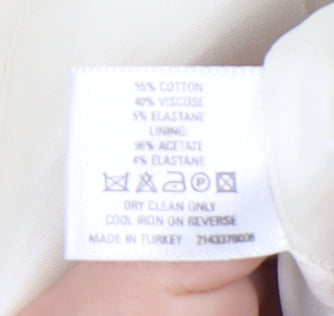 55% COTTON
40% VISCOSE
5% ELASTANE
LINING:
96% ACETATE
4% ELASTANE
DRY CLEAN ONLY
COOL IRON ON REVERSE
MADE IN TURKEY